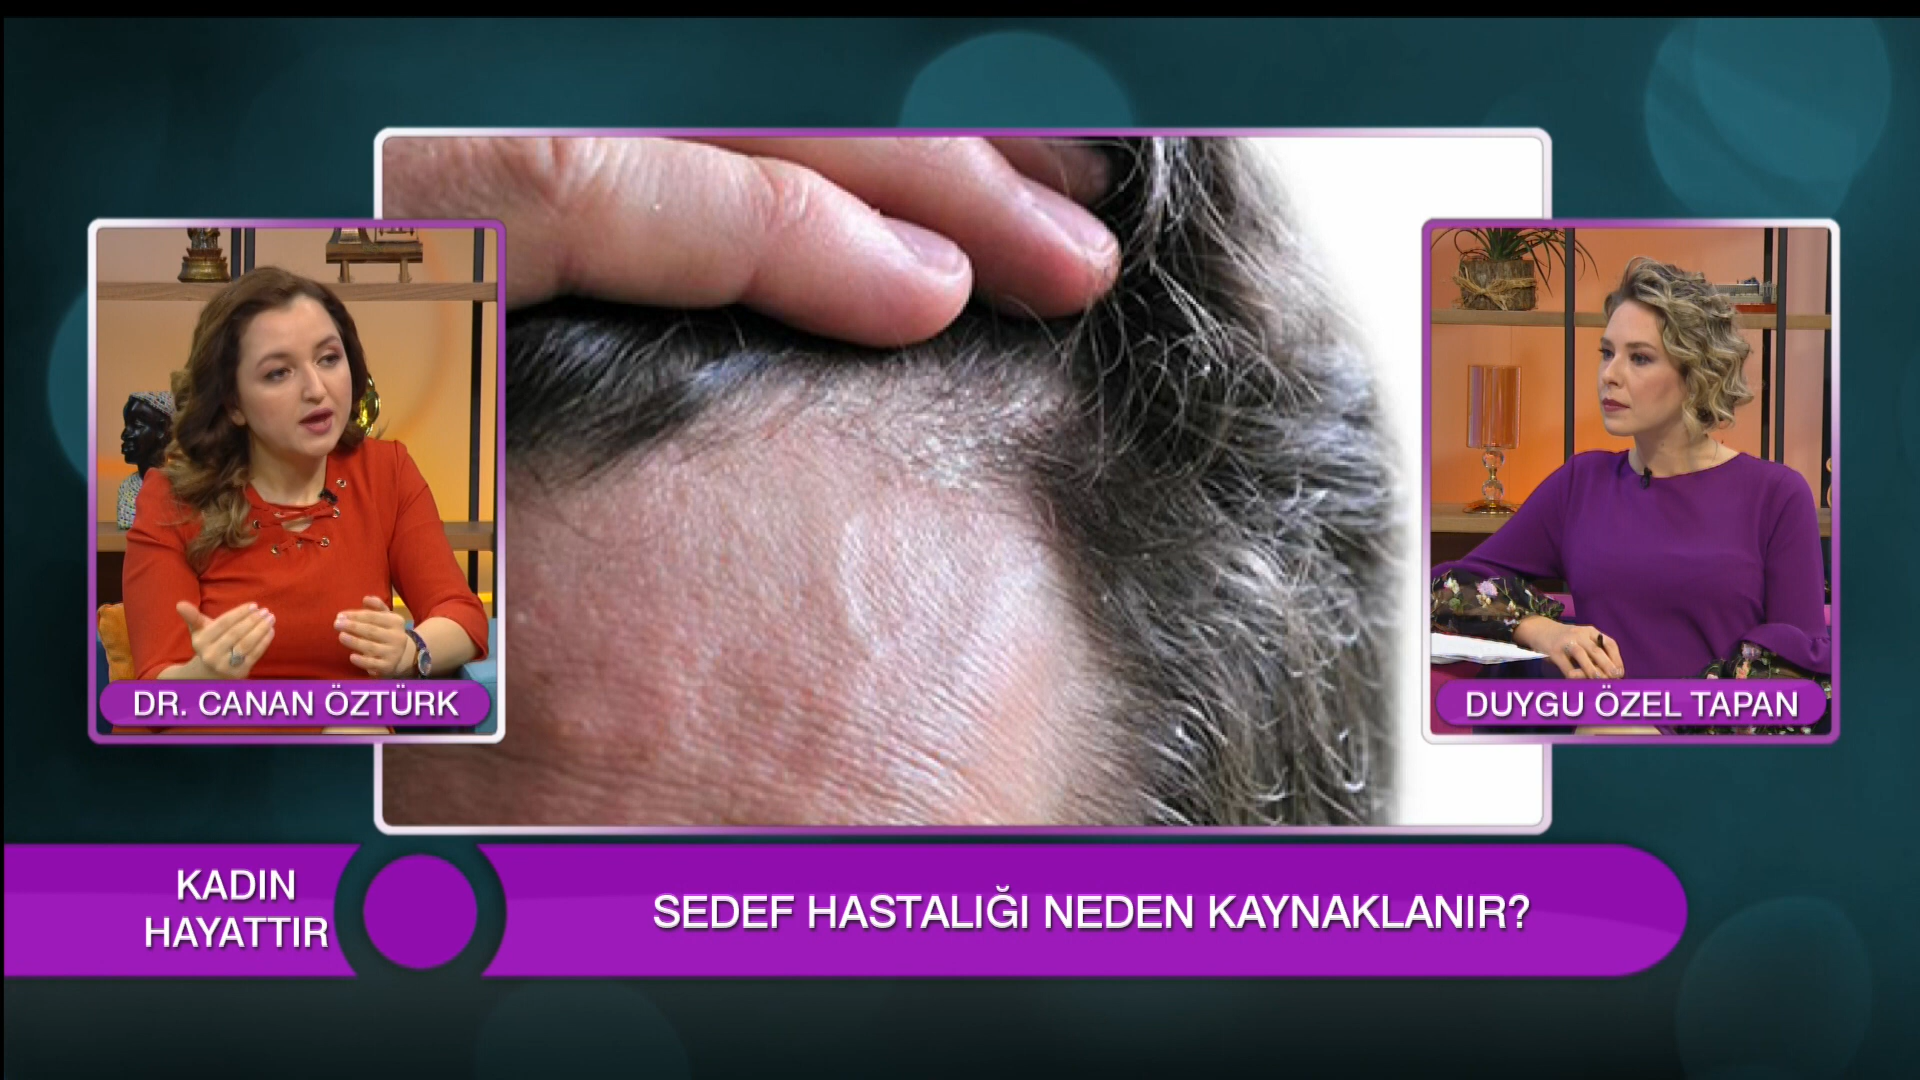 DR. CANAN ÖZTÜRK
DUYGU ÖZEL TAPAN
KADIN
HAYATTIR
SEDEF HASTALIĞI NEDEN KAYNAKLANIR?